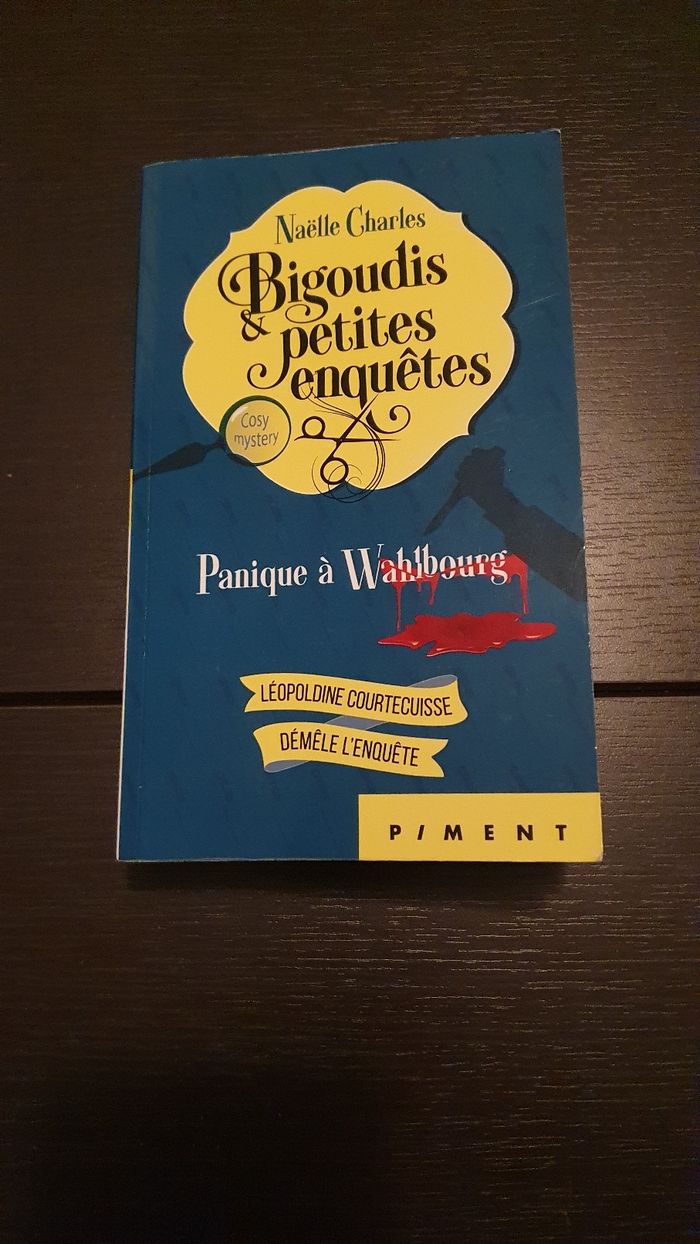 Naëlle Charles
Bigoudis
& petites
enquêtes
Cosy
mystery
Panique à Wahlbourg
LÉOPOLDINE COURTECUISSE
DÉMÊLE L'ENQUÊTE
PIMENT